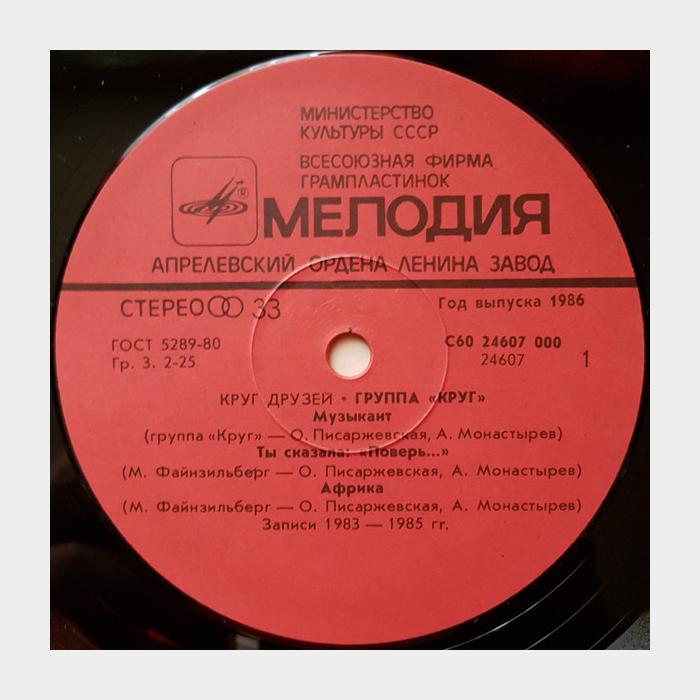 МИНИСТЕРСТВО
КУЛЬТУРЫ СССР
ВСЕСОЮЗНАЯ ФИРМА
ГРАМПЛАСТИНОК
R
МЕЛОДИЯ
АПРЕЛЕВСКИЙ ОРДЕНА ЛЕНИНА ЗАВОД
СТЕРЕО 33
Год выпуска 1986
ГОСТ 5289-80
С60 24607 000
Гр. 3. 2-25
24607 1
КРУГ ДРУЗЕЙ • ГРУППА «КРУГ»
Музыкант
(группа «Круг» — О. Писаржевская, А. Монастырев)
Ты сказала: «Поверь...»
(М. Файнзильберг — О. Писаржевская, А. Монастырев)
Африка
(М. Файнзильберг — О. Писаржевская, А. Монастырев)
Записи 1983 — 1985 гг.